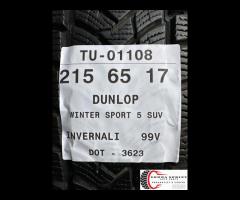 TU-01108
215 65 17
DUNLOP
WINTER SPORT 5 SUV
INVERNALI 99V
DOT - 3623